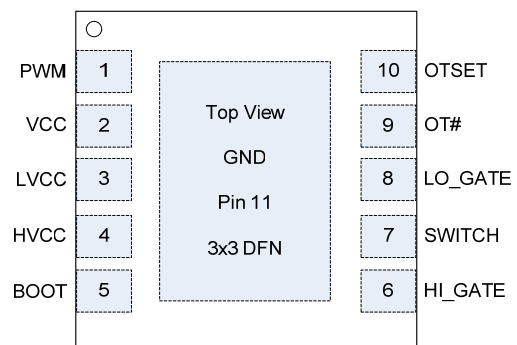 PWM 1
VCC 2
LVCC 3
HVCC 4
BOOT 5
Top View
GND
Pin 11
3x3 DFN
10 OTSET
9 OT#
8 LO_GATE
7 SWITCH
6 HI_GATE